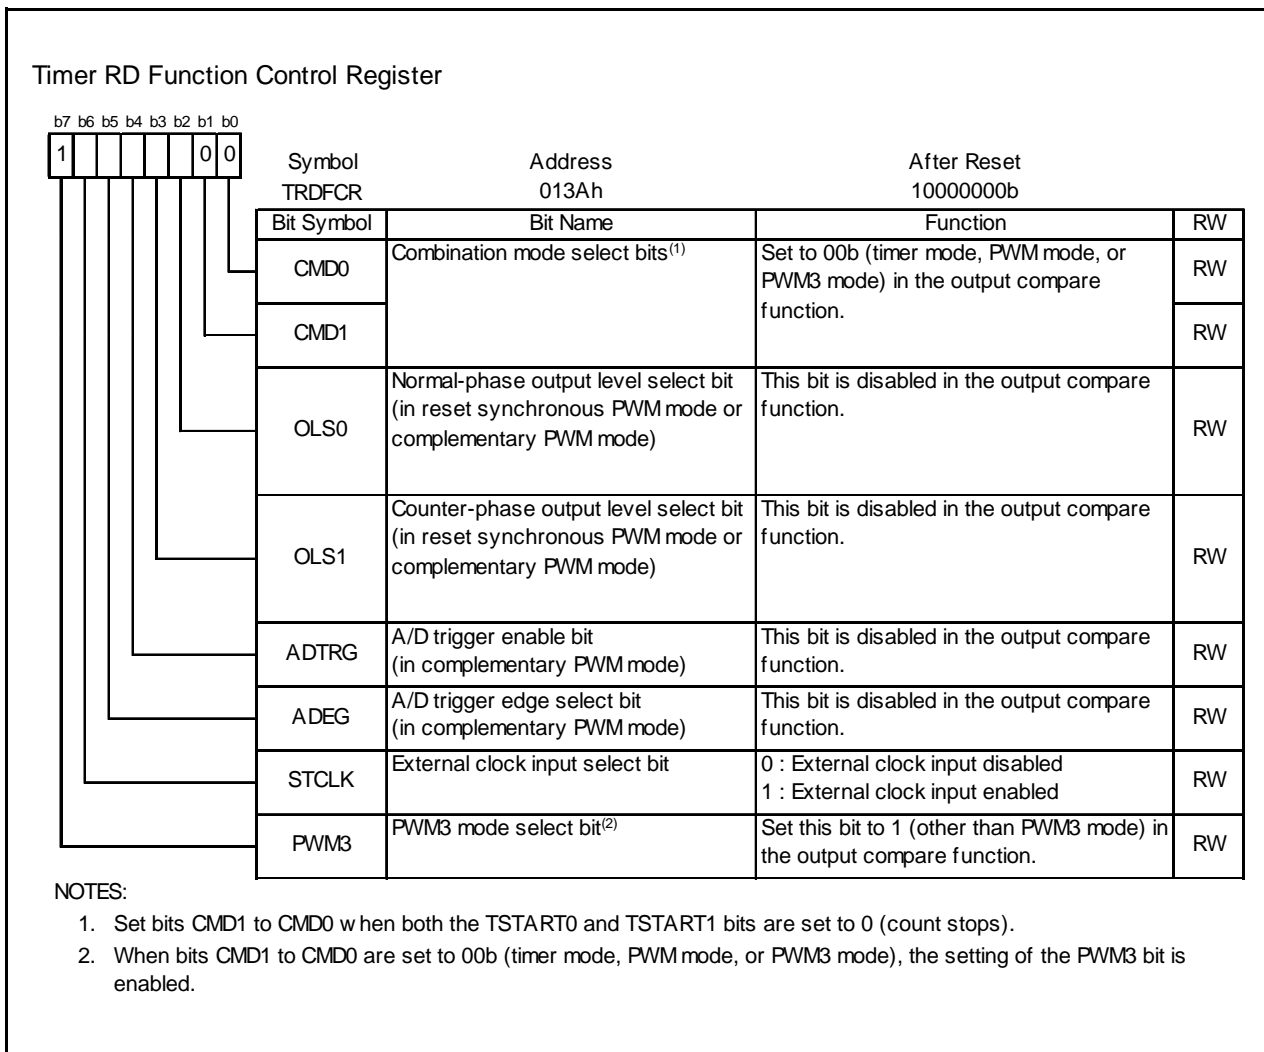 Timer RD Function Control Register
b7 b6 b5 b4 b3 b2 b1 b0
1 0 0
Symbol Address After Reset
TRDFCR 013Ah 10000000b
Bit Symbol Bit Name Function RW
CMD0 Combination mode select bits(1) Set to 00b (timer mode, PWM mode, or PWM3 mode) in the output compare function. RW
CMD1 RW
OLS0 Normal-phase output level select bit (in reset synchronous PWM mode or complementary PWM mode) This bit is disabled in the output compare function. RW
OLS1 Counter-phase output level select bit (in reset synchronous PWM mode or complementary PWM mode) This bit is disabled in the output compare function. RW
ADTRG A/D trigger enable bit (in complementary PWM mode) This bit is disabled in the output compare function. RW
ADEG A/D trigger edge select bit (in complementary PWM mode) This bit is disabled in the output compare function. RW
STCLK External clock input select bit 0 : External clock input disabled 1 : External clock input enabled RW
PWM3 PWM3 mode select bit(2) Set this bit to 1 (other than PWM3 mode) in the output compare function. RW
NOTES:
1. Set bits CMD1 to CMD0 when both the TSTART0 and TSTART1 bits are set to 0 (count stops).
2. When bits CMD1 to CMD0 are set to 00b (timer mode, PWM mode, or PWM3 mode), the setting of the PWM3 bit is
enabled.